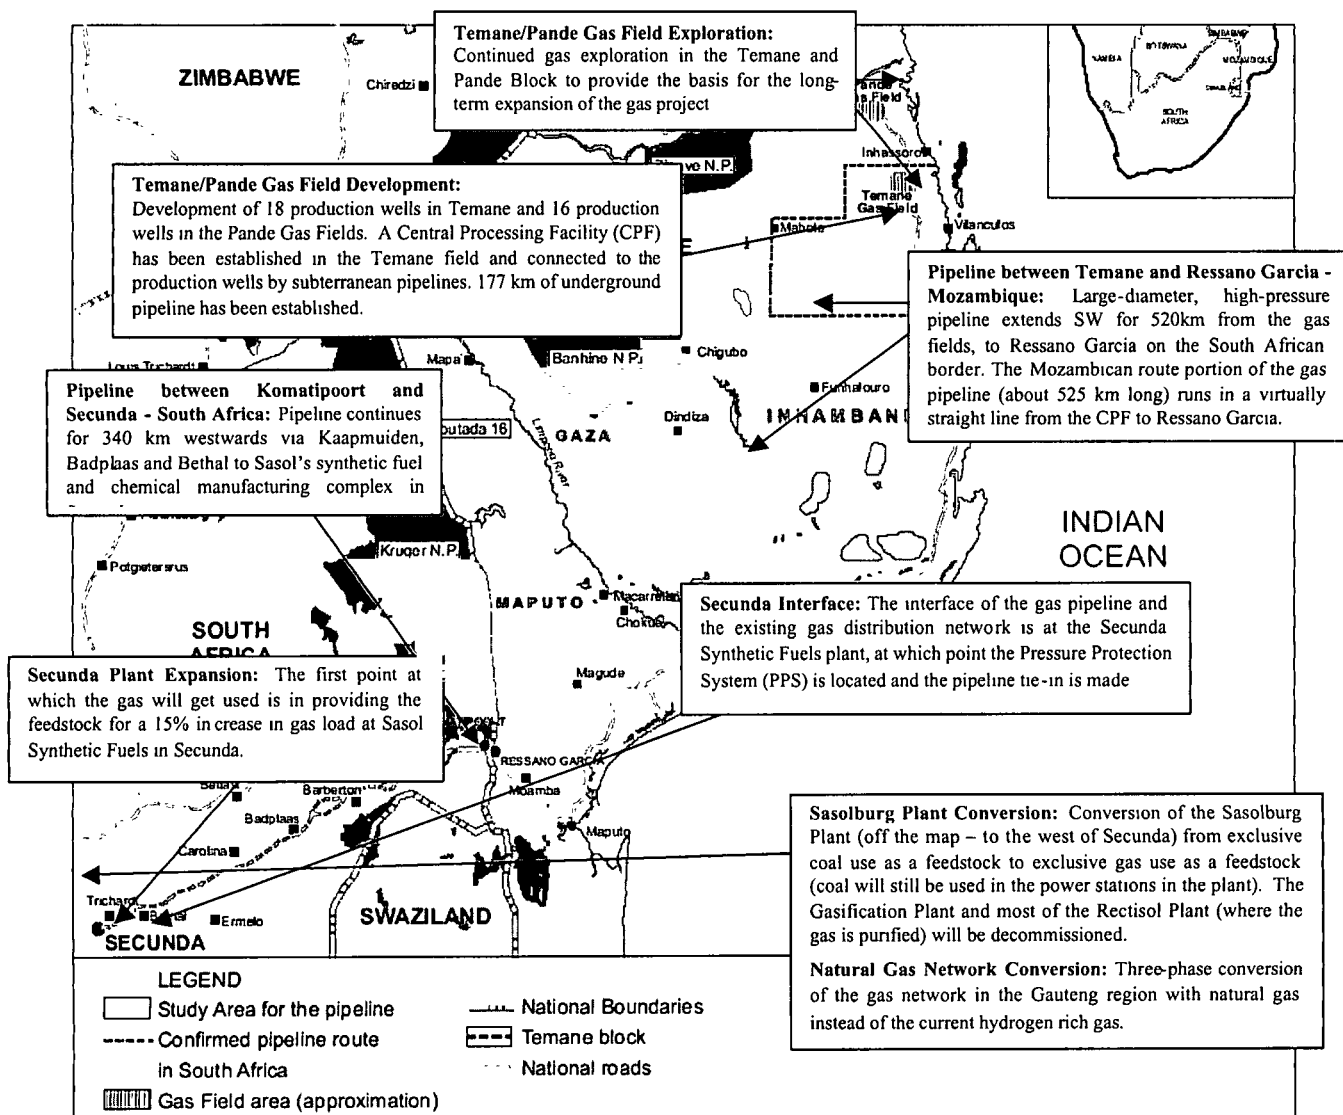 Temane/Pande Gas Field Exploration:
Continued gas exploration in the Temane and
Pande Block to provide the basis for the long-
term expansion of the gas project
ZIMBABWE
Chiredzi
NAMIBIA
BOTSWANA
ZIMBABWE
MOZAMBIQUE
SWAZILAND
SOUTH
AFRICA
Field
Inhassoro
N.P.
Temane
Gas Field
Mabote
Vilanculos
Temane/Pande Gas Field Development:
Development of 18 production wells in Temane and 16 production
wells in the Pande Gas Fields. A Central Processing Facility (CPF)
has been established in the Temane field and connected to the
production wells by subterranean pipelines. 177 km of underground
pipeline has been established.
Pipeline between Temane and Ressano Garcia -
Mozambique: Large-diameter, high-pressure
pipeline extends SW for 520km from the gas
fields, to Ressano Garcia on the South African
border. The Mozambican route portion of the gas
pipeline (about 525 km long) runs in a virtually
straight line from the CPF to Ressano Garcia.
Louis Trichardt
Mapai
Banhine N.P.
Chigubo
Funhalouro
Dindiza
INHAMBAN
GAZA
outada 16
Limpopo River
Pipeline between Komatipoort and
Secunda - South Africa: Pipeline continues
for 340 km westwards via Kaapmuiden,
Badplaas and Bethal to Sasol's synthetic fuel
and chemical manufacturing complex in
INDIAN
OCEAN
Kruger N.P.
Potgietersrus
MAPUTO
Macarretane
Chokue
SOUTH
AFRICA
Magude
Secunda Interface: The interface of the gas pipeline and
the existing gas distribution network is at the Secunda
Synthetic Fuels plant, at which point the Pressure Protection
System (PPS) is located and the pipeline tie-in is made
Secunda Plant Expansion: The first point at
which the gas will get used is in providing the
feedstock for a 15% in crease in gas load at Sasol
Synthetic Fuels in Secunda.
RESSANO GARCIA
Moamba
Barberton
Badplaas
Maputo
Carolina
Trichardt
Bethal
Ermelo
SECUNDA
SWAZILAND
Sasolburg Plant Conversion: Conversion of the Sasolburg
Plant (off the map – to the west of Secunda) from exclusive
coal use as a feedstock to exclusive gas use as a feedstock
(coal will still be used in the power stations in the plant). The
Gasification Plant and most of the Rectisol Plant (where the
gas is purified) will be decommissioned.
Natural Gas Network Conversion: Three-phase conversion
of the gas network in the Gauteng region with natural gas
instead of the current hydrogen rich gas.
LEGEND
Study Area for the pipeline
Confirmed pipeline route
in South Africa
Gas Field area (approximation)
National Boundaries
Temane block
National roads